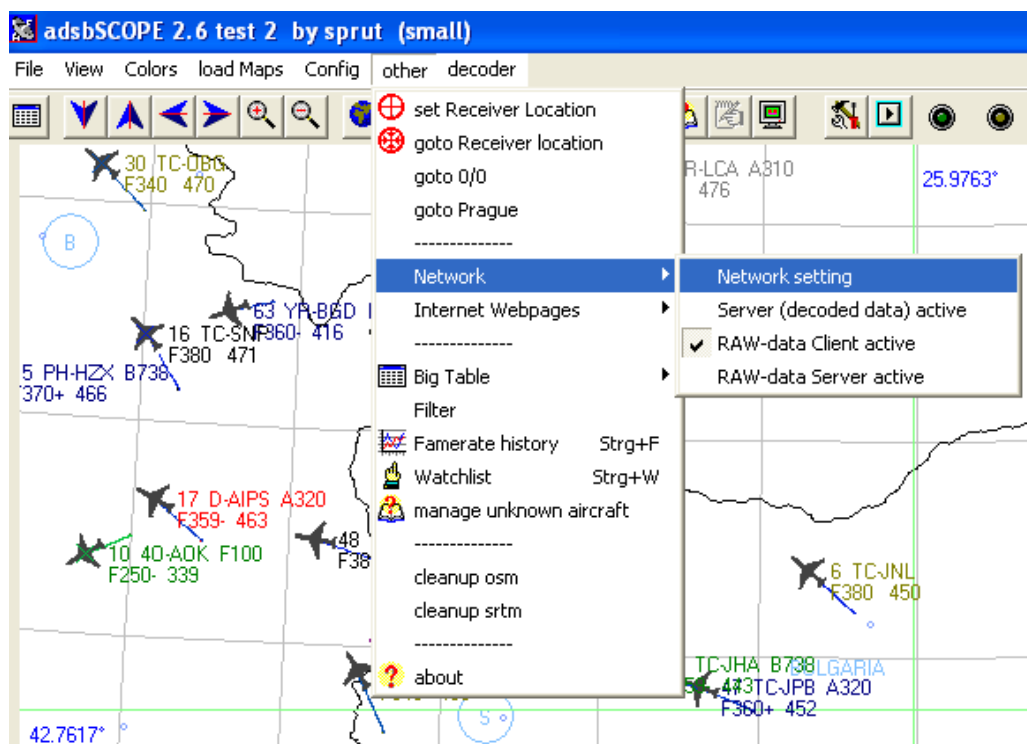 adsbSCOPE 2.6 test 2 by sprut (small)
File View Colors load Maps Config other decoder
set Receiver Location
goto Receiver location
goto 0/0
goto Prague
--------------
Network
Internet Webpages
--------------
Big Table
Filter
Famerate history Strg+F
Watchlist Strg+W
manage unknown aircraft
--------------
cleanup osm
cleanup srtm
--------------
about
Network setting
Server (decoded data) active
RAW-data Client active
RAW-data Server active
30 TC-OBG
F340 470
R-LCA A310
476
25.9763°
B
63 YR-BGD
F360- 416
16 TC-SNF
F380 471
5 PH-HZX B738
F370+ 466
17 D-AIPS A320
F359- 463
10 4O-AOK F100
F250- 339
48
F38
6 TC-JNL
F380 450
TC-JHA B738
BULGARIA
47 TC-JPB A320
F360+ 452
S
42.7617°